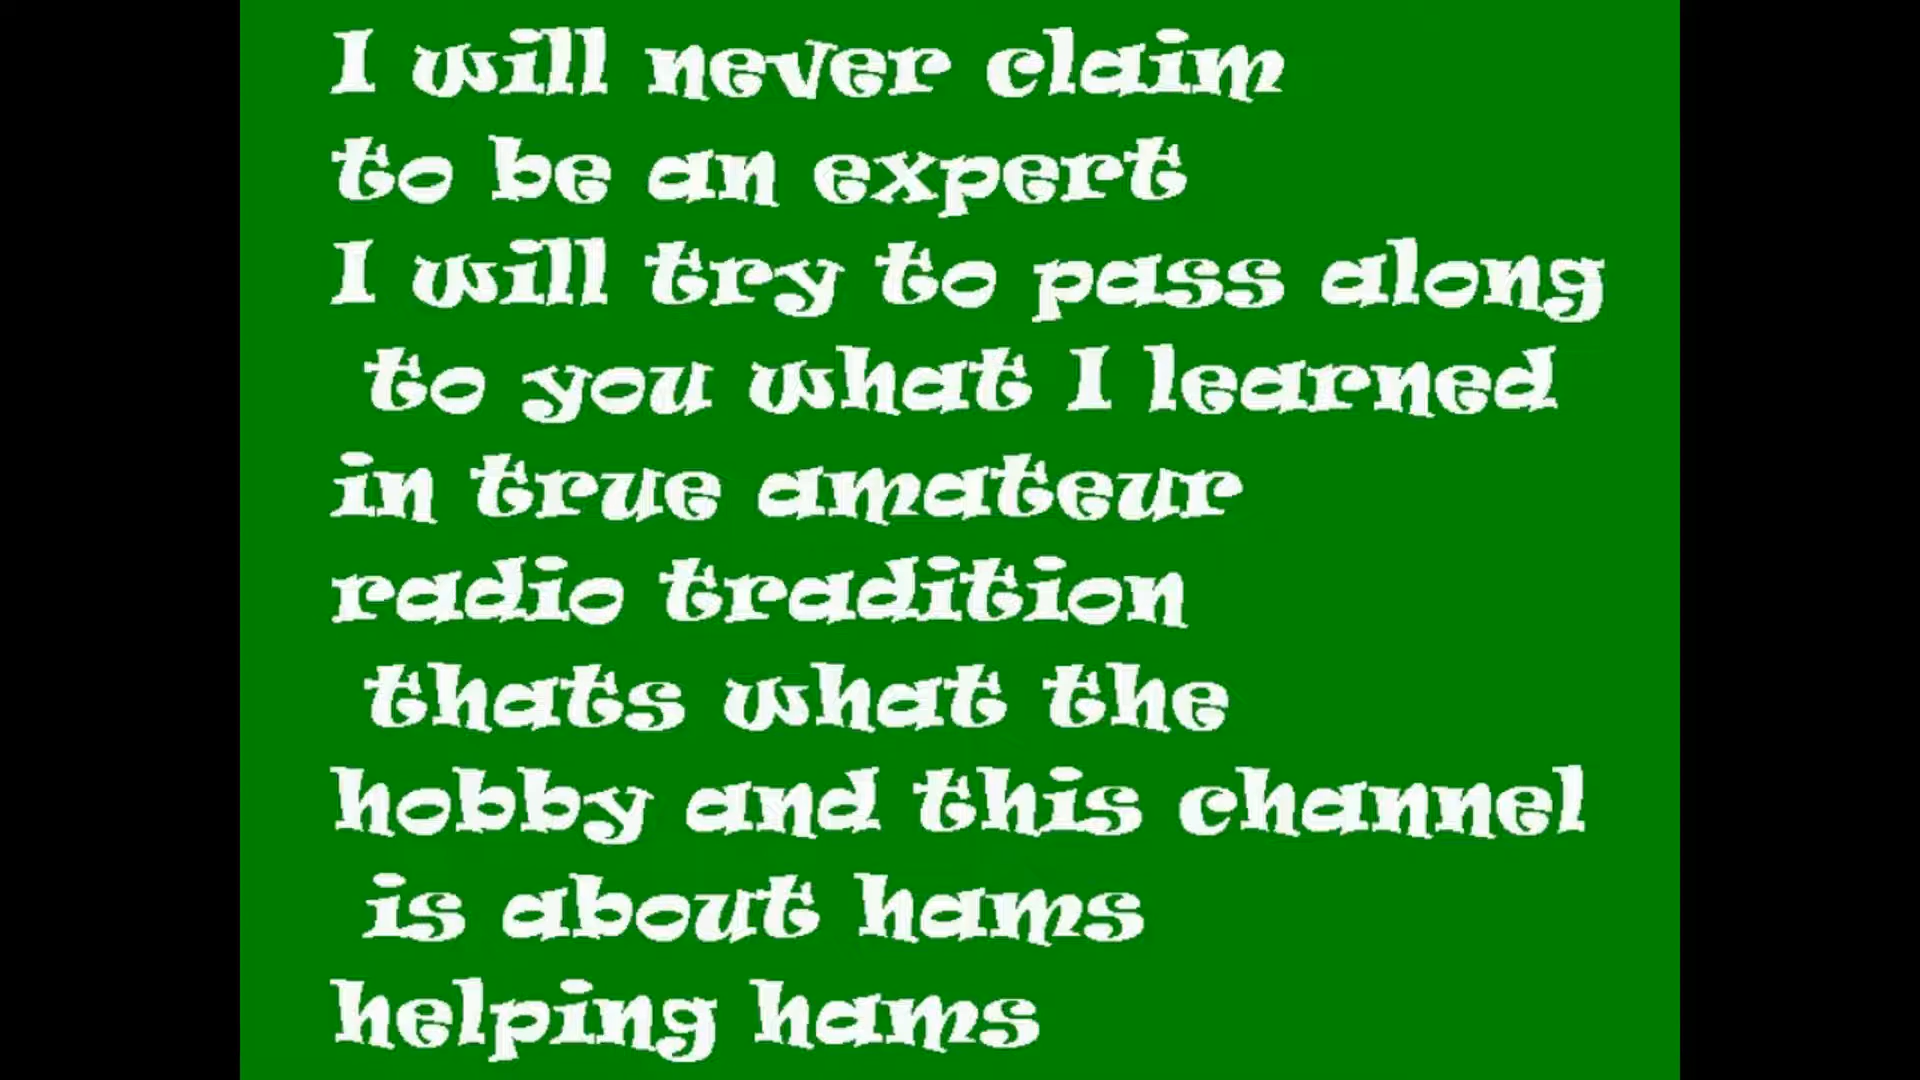 I will never claim
to be an expert
I will try to pass along
to you what I learned
in true amateur
radio tradition
thats what the
hobby and this channel
is about hams
helping hams